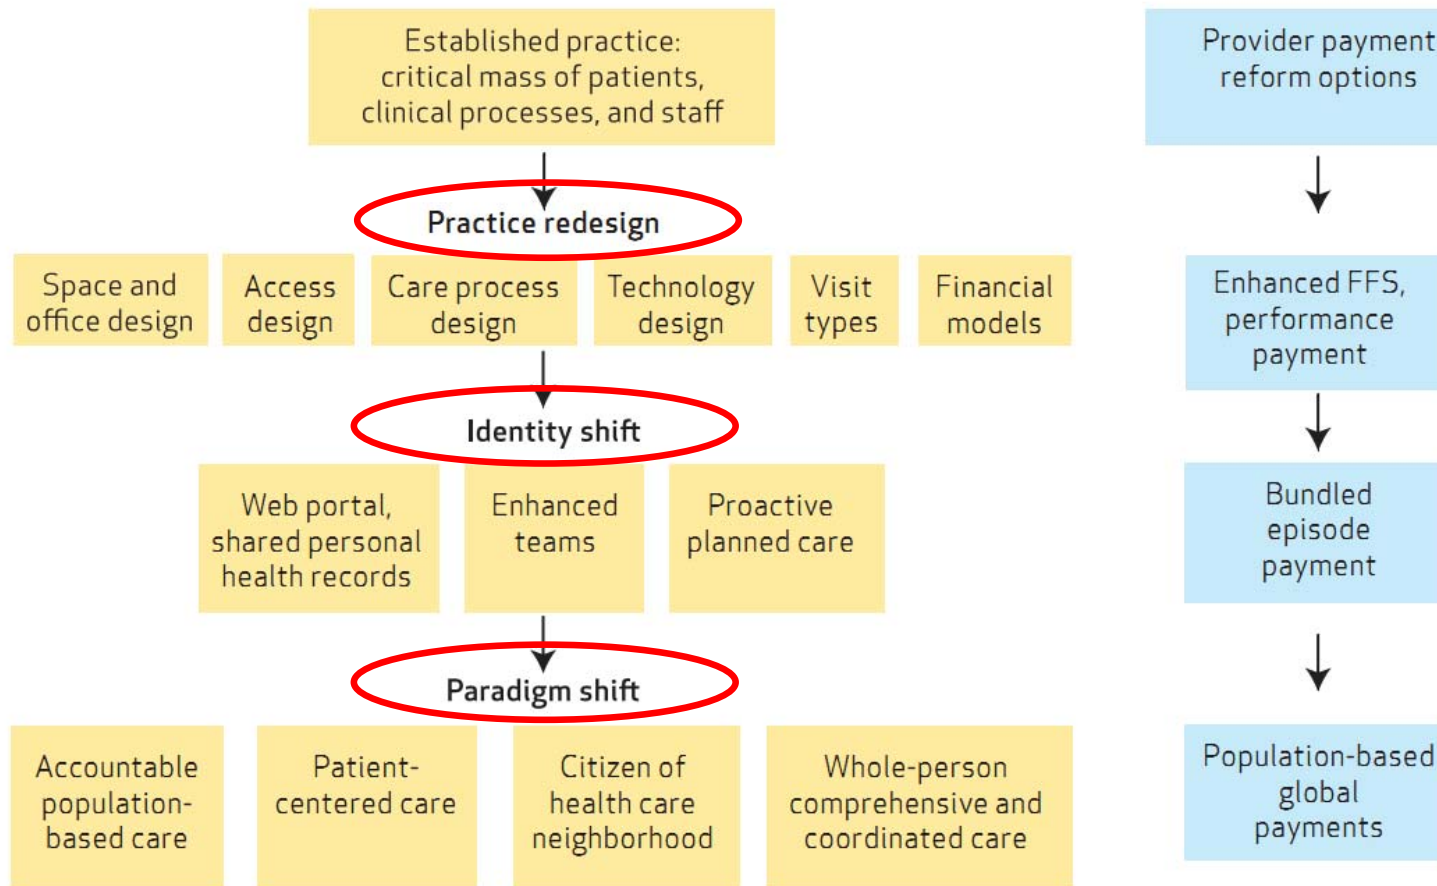 Established practice:
critical mass of patients,
clinical processes, and staff
Provider payment
reform options
Practice redesign
Space and
office design
Access
design
Care process
design
Technology
design
Visit
types
Financial
models
Enhanced FFS,
performance
payment
Identity shift
Web portal,
shared personal
health records
Enhanced
teams
Proactive
planned care
Bundled
episode
payment
Paradigm shift
Accountable
population-
based care
Patient-
centered care
Citizen of
health care
neighborhood
Whole-person
comprehensive and
coordinated care
Population-based
global
payments